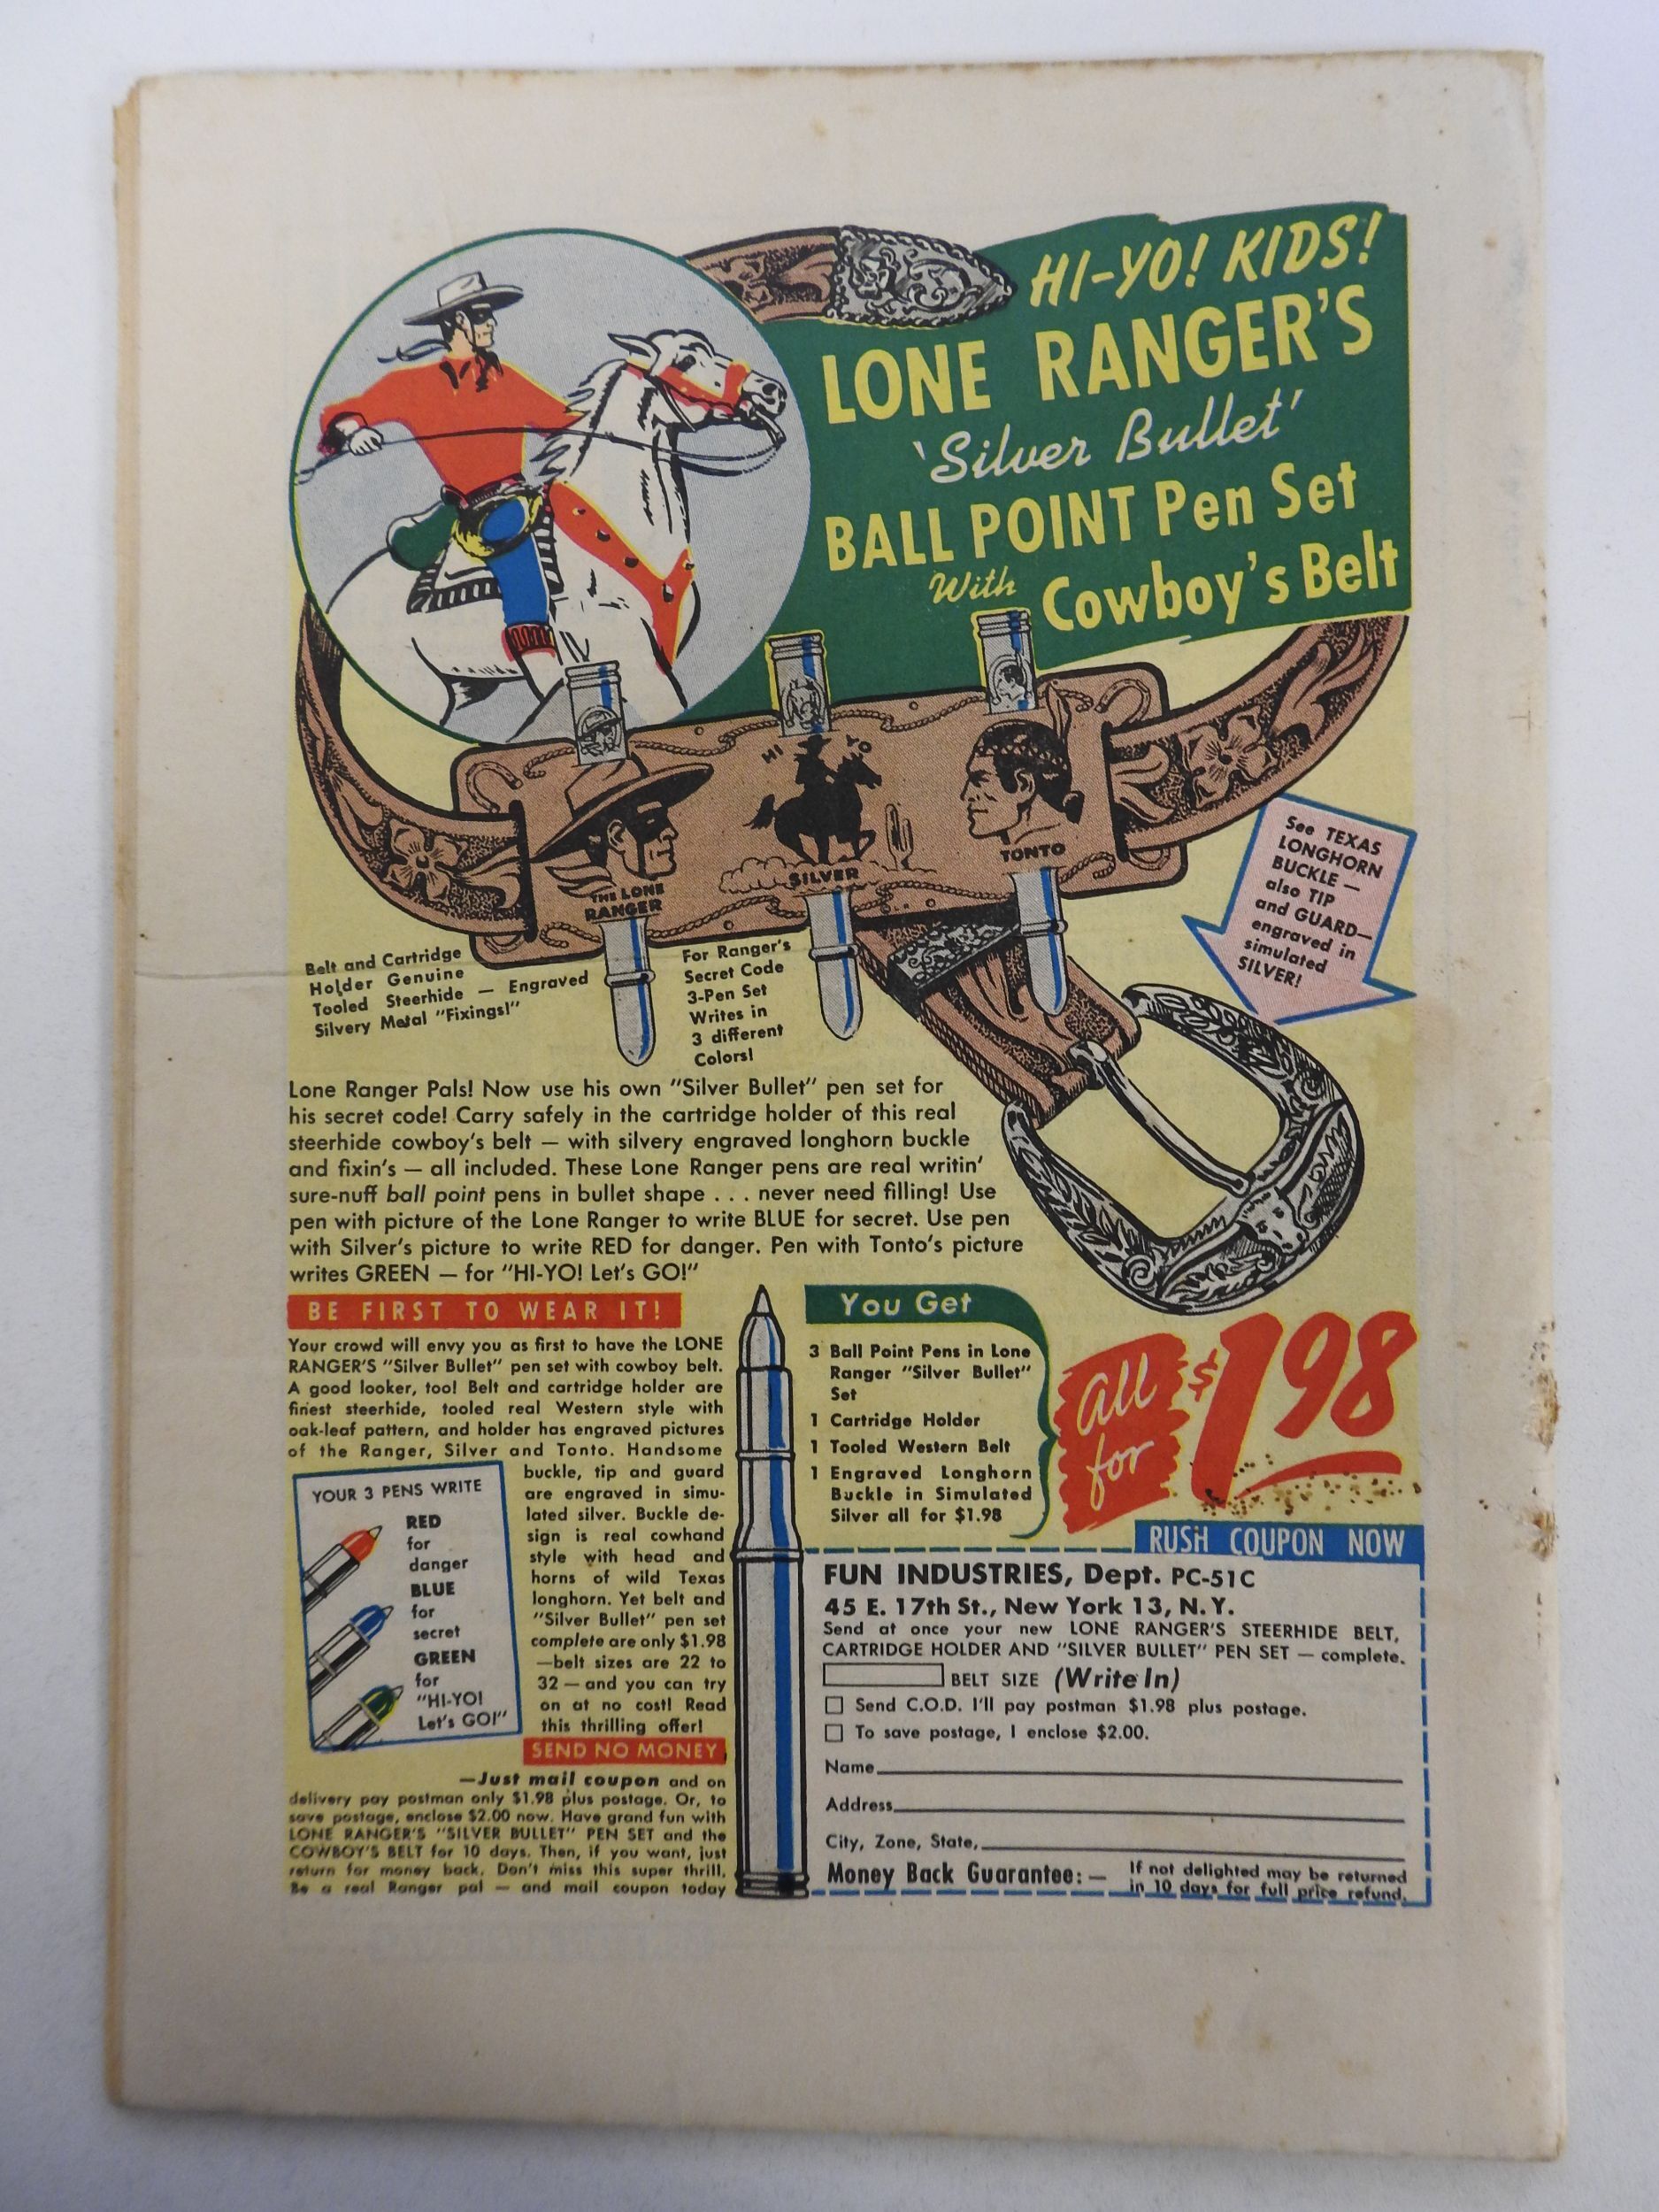 HI-YO! KIDS!
LONE RANGER'S
'Silver Bullet'
BALL POINT Pen Set
With Cowboy's Belt
HI YO
THE LONE
RANGER
SILVER
TONTO
See TEXAS
LONGHORN
BUCKLE —
also TIP
and GUARD—
engraved in
simulated
SILVER!
Belt and Cartridge
Holder Genuine
Tooled Steerhide — Engraved
Silvery Metal "Fixings!"
For Ranger's
Secret Code
3-Pen Set
Writes in
3 different
Colors!
Lone Ranger Pals! Now use his own "Silver Bullet" pen set for
his secret code! Carry safely in the cartridge holder of this real
steerhide cowboy's belt — with silvery engraved longhorn buckle
and fixin's — all included. These Lone Ranger pens are real writin'
sure-nuff ball point pens in bullet shape . . . never need filling! Use
pen with picture of the Lone Ranger to write BLUE for secret. Use pen
with Silver's picture to write RED for danger. Pen with Tonto's picture
writes GREEN — for "HI-YO! Let's GO!"
BE FIRST TO WEAR IT!
Your crowd will envy you as first to have the LONE
RANGER'S "Silver Bullet" pen set with cowboy belt.
A good looker, too! Belt and cartridge holder are
finest steerhide, tooled real Western style with
oak-leaf pattern, and holder has engraved pictures
of the Ranger, Silver and Tonto. Handsome
buckle, tip and guard
are engraved in simu-
lated silver. Buckle de-
sign is real cowhand
style with head and
horns of wild Texas
longhorn. Yet belt and
"Silver Bullet" pen set
complete are only $1.98
—belt sizes are 22 to
32 — and you can try
on at no cost! Read
this thrilling offer!
YOUR 3 PENS WRITE
RED
for
danger
BLUE
for
secret
GREEN
for
"HI-YO!
Let's GO!"
SEND NO MONEY
—Just mail coupon and on
delivery pay postman only $1.98 plus postage. Or, to
save postage, enclose $2.00 now. Have grand fun with
LONE RANGER'S "SILVER BULLET" PEN SET and the
COWBOY'S BELT for 10 days. Then, if you want, just
return for money back. Don't miss this super thrill.
Be a real Ranger pal — and mail coupon today
You Get
3 Ball Point Pens in Lone
Ranger "Silver Bullet"
Set
1 Cartridge Holder
1 Tooled Western Belt
1 Engraved Longhorn
Buckle in Simulated
Silver all for $1.98
All
for
$198
RUSH COUPON NOW
FUN INDUSTRIES, Dept. PC-51C
45 E. 17th St., New York 13, N.Y.
Send at once your new LONE RANGER'S STEERHIDE BELT,
CARTRIDGE HOLDER AND "SILVER BULLET" PEN SET — complete.
BELT SIZE (Write In)
Send C.O.D. I'll pay postman $1.98 plus postage.
To save postage, I enclose $2.00.
Name
Address
City, Zone, State,
Money Back Guarantee:— If not delighted may be returned
in 10 days for full price refund.